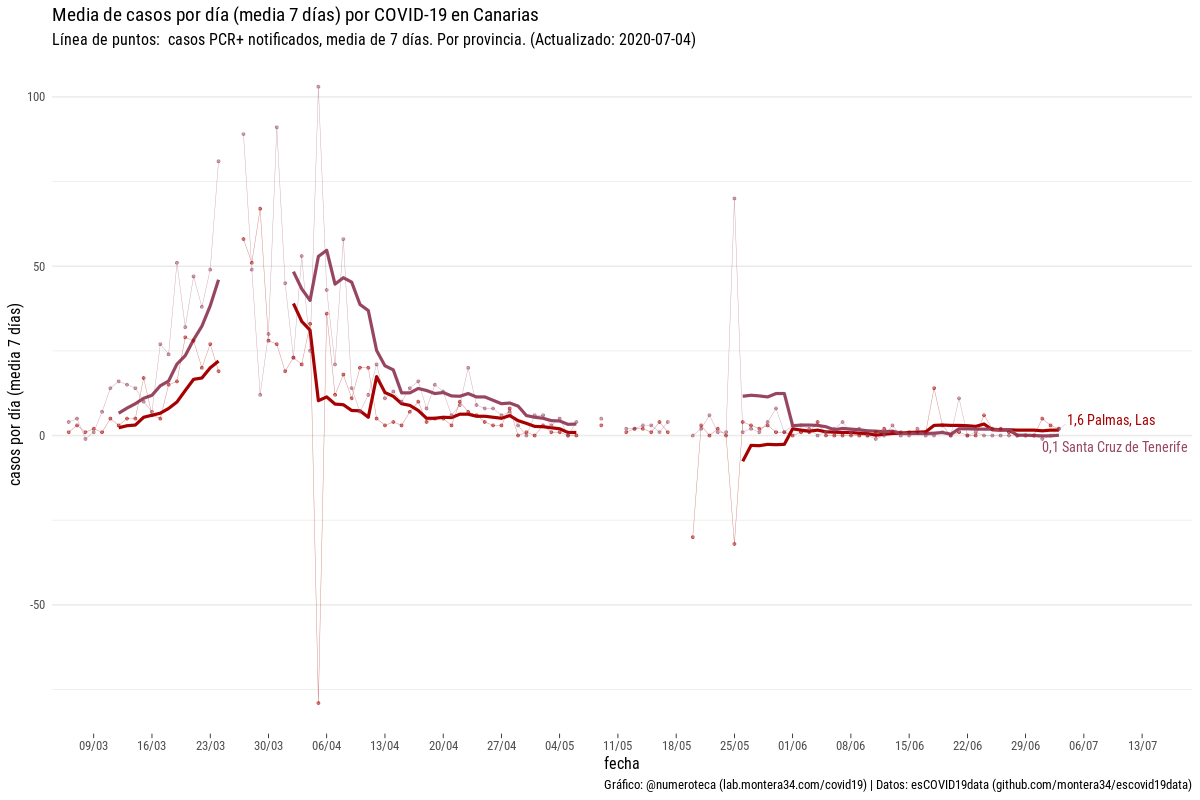 Media de casos por día (media 7 días) por COVID-19 en Canarias
Línea de puntos:  casos PCR+ notificados, media de 7 días. Por provincia. (Actualizado: 2020-07-04)
casos por día (media 7 días)
100
50
0
-50
1,6 Palmas, Las
0,1 Santa Cruz de Tenerife
09/03 16/03 23/03 30/03 06/04 13/04 20/04 27/04 04/05 11/05 18/05 25/05 01/06 08/06 15/06 22/06 29/06 06/07 13/07
fecha
Gráfico: @numeroteca (lab.montera34.com/covid19) | Datos: esCOVID19data (github.com/montera34/escovid19data)